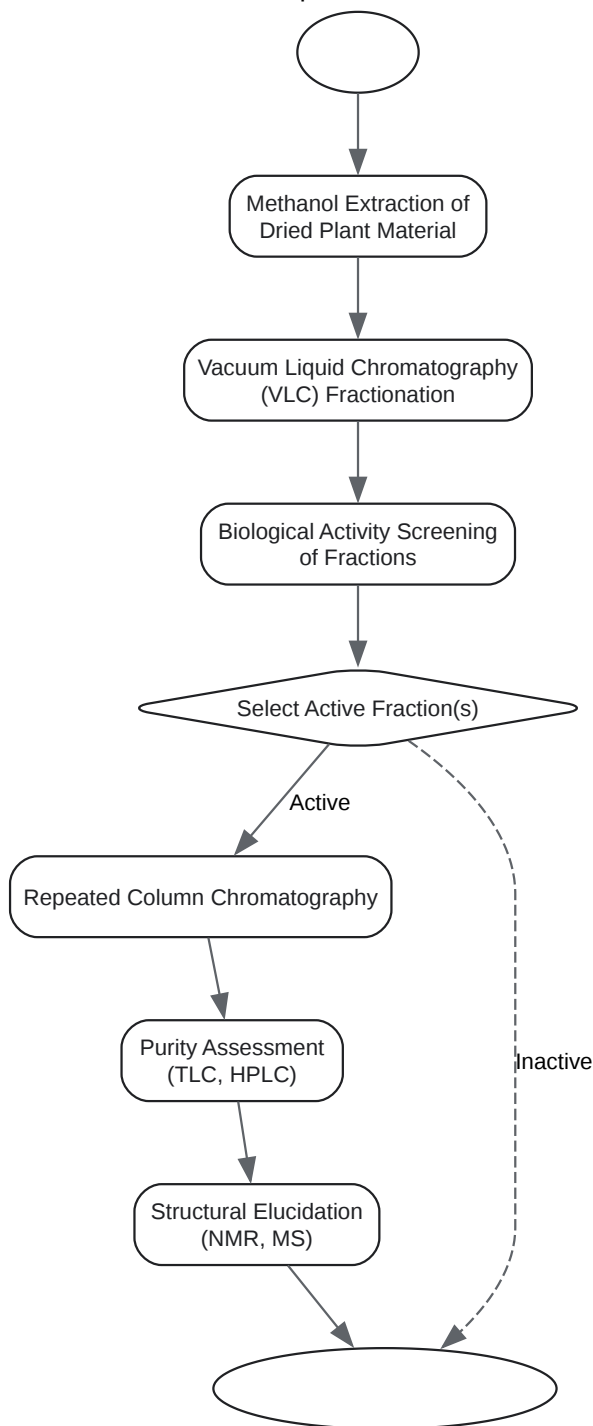 Methanol Extraction of
Dried Plant Material
Vacuum Liquid Chromatography
(VLC) Fractionation
Biological Activity Screening
of Fractions
Select Active Fraction(s)
Active
Repeated Column Chromatography
Purity Assessment
(TLC, HPLC)
Inactive
Structural Elucidation
(NMR, MS)